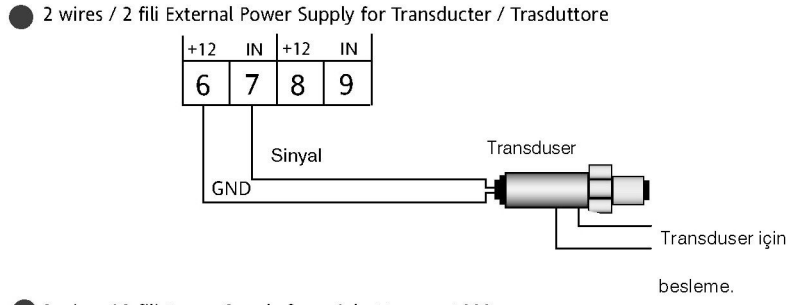 2 wires / 2 fili External Power Supply for Transducter / Trasduttore
+12 IN +12 IN
6 7 8 9
Sinyal
Transduser
GND
Transduser için
besleme.